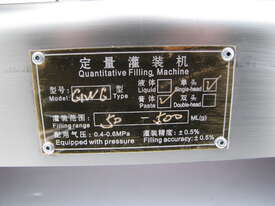 定量灌装机
Quantitative Filling, Machine
型号: GWG 型 液体 单头 ✓
Model: Type Liquid Single-head
膏体 ✓ 双头
Paste Double-head
灌装范围: 50 - 500 ML(g)
Filling range
配用气压: 0.4-0.6MPa 灌装精度: ± 0.5%
Equipped with pressure Filling accuracy: ± 0.5%